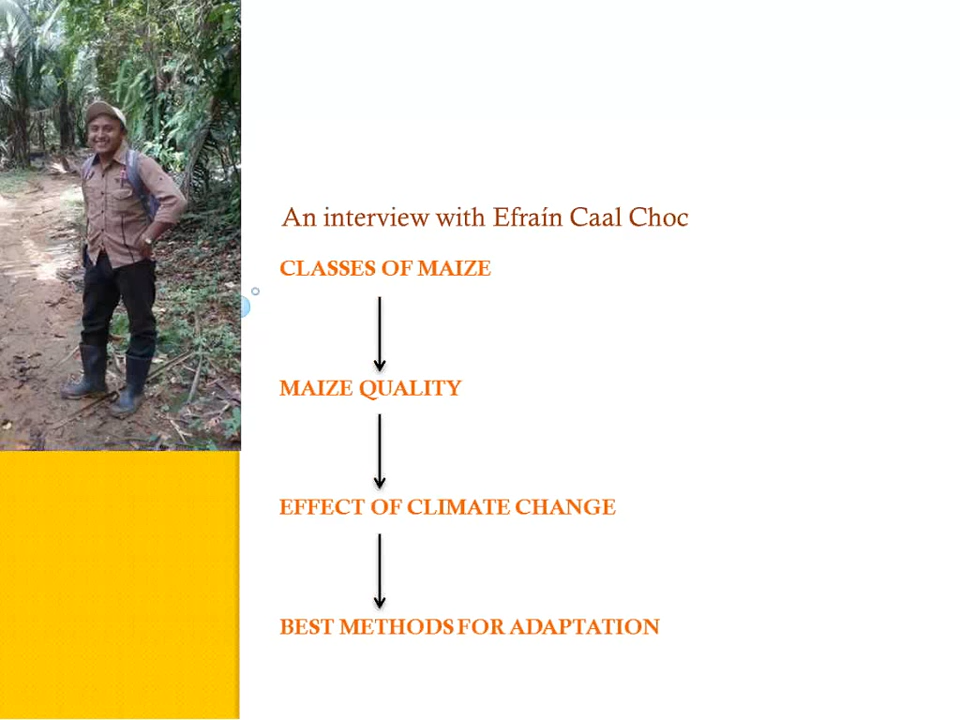 An interview with Efraín Caal Choc
CLASSES OF MAIZE
MAIZE QUALITY
EFFECT OF CLIMATE CHANGE
BEST METHODS FOR ADAPTATION